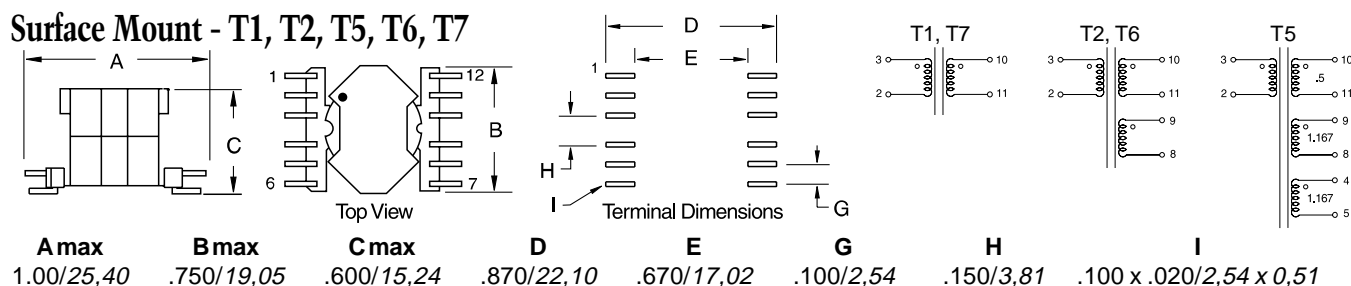 Surface Mount - T1, T2, T5, T6, T7
A
C
1
12
6
7
B
Top View
D
E
1
H
I
G
Terminal Dimensions
T1, T7
3
10
2
11
T2, T6
3
10
2
11
9
8
T5
3
10
.5
2
11
9
1.167
8
4
1.167
5
A max B max C max D E G H I
1.00/25,40 .750/19,05 .600/15,24 .870/22,10 .670/17,02 .100/2,54 .150/3,81 .100 x .020/2,54 x 0,51